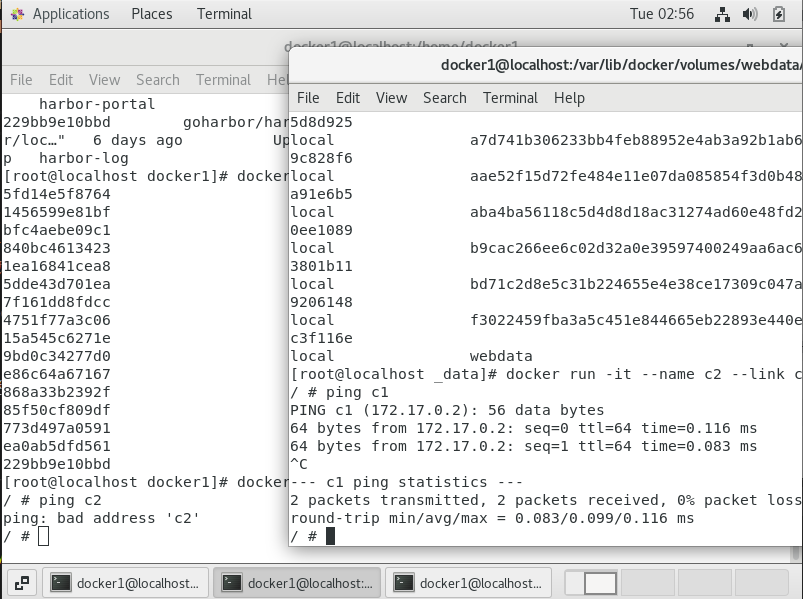 Applications Places Terminal Tue 02:56
docker1@localhost:/home/docker1
File Edit View Search Terminal Hel
harbor-portal
229bb9e10bbd goharbor/har
r/loc…" 6 days ago Up
p harbor-log
[root@localhost docker1]# docker
5fd14e5f8764
1456599e81bf
bfc4aebe09c1
840bc4613423
1ea16841cea8
5dde43d701ea
7f161dd8fdcc
4751f77a3c06
15a545c6271e
9bd0c34277d0
e86c64a67167
868a33b2392f
85f50cf809df
773d497a0591
ea0ab5dfd561
229bb9e10bbd
[root@localhost docker1]# docker
/ # ping c2
ping: bad address 'c2'
/ #
docker1@localhost:/var/lib/docker/volumes/webdata/
File Edit View Search Terminal Help
5d8d925
local a7d741b306233bb4feb88952e4ab3a92b1ab6
9c828f6
local aae52f15d72fe484e11e07da085854f3d0b48
a91e6b5
local aba4ba56118c5d4d8d18ac31274ad60e48fd2
0ee1089
local b9cac266ee6c02d32a0e39597400249aa6ac6
3801b11
local bd71c2d8e5c31b224655e4e38ce17309c047a
9206148
local f3022459fba3a5c451e844665eb22893e440e
c3f116e
local webdata
[root@localhost _data]# docker run -it --name c2 --link c
/ # ping c1
PING c1 (172.17.0.2): 56 data bytes
64 bytes from 172.17.0.2: seq=0 ttl=64 time=0.116 ms
64 bytes from 172.17.0.2: seq=1 ttl=64 time=0.083 ms
^C
--- c1 ping statistics ---
2 packets transmitted, 2 packets received, 0% packet loss
round-trip min/avg/max = 0.083/0.099/0.116 ms
/ #
docker1@localhost... docker1@localhost:... docker1@localhost...